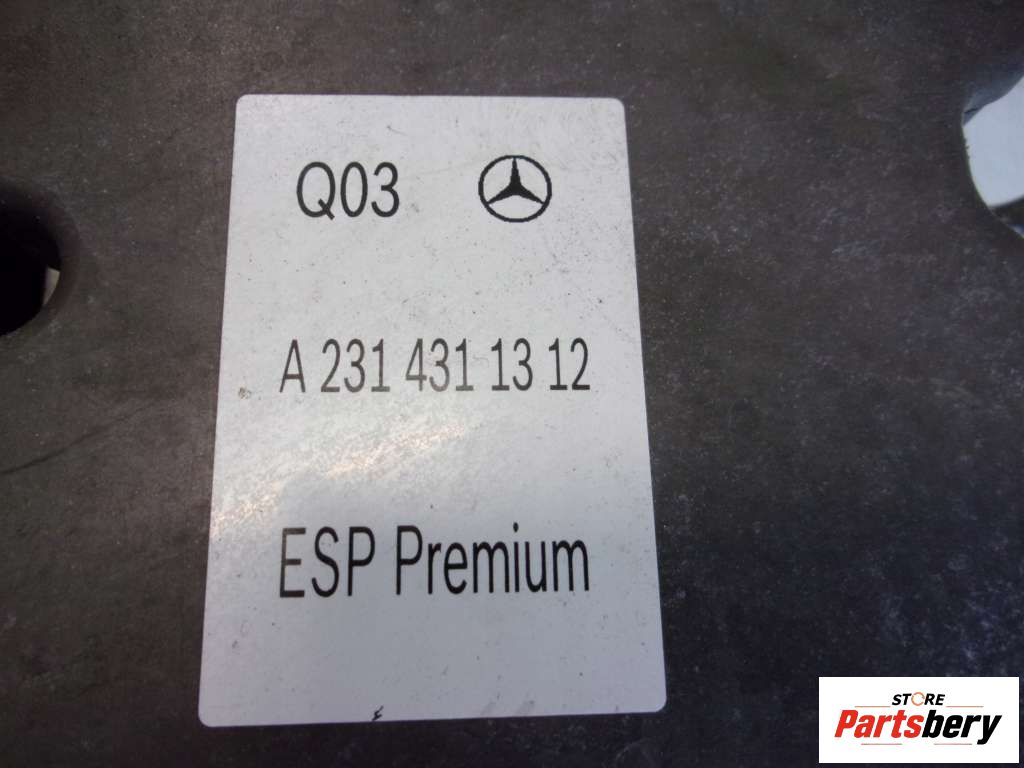 Q03
A 231 431 13 12
ESP Premium
STORE
Partsbery